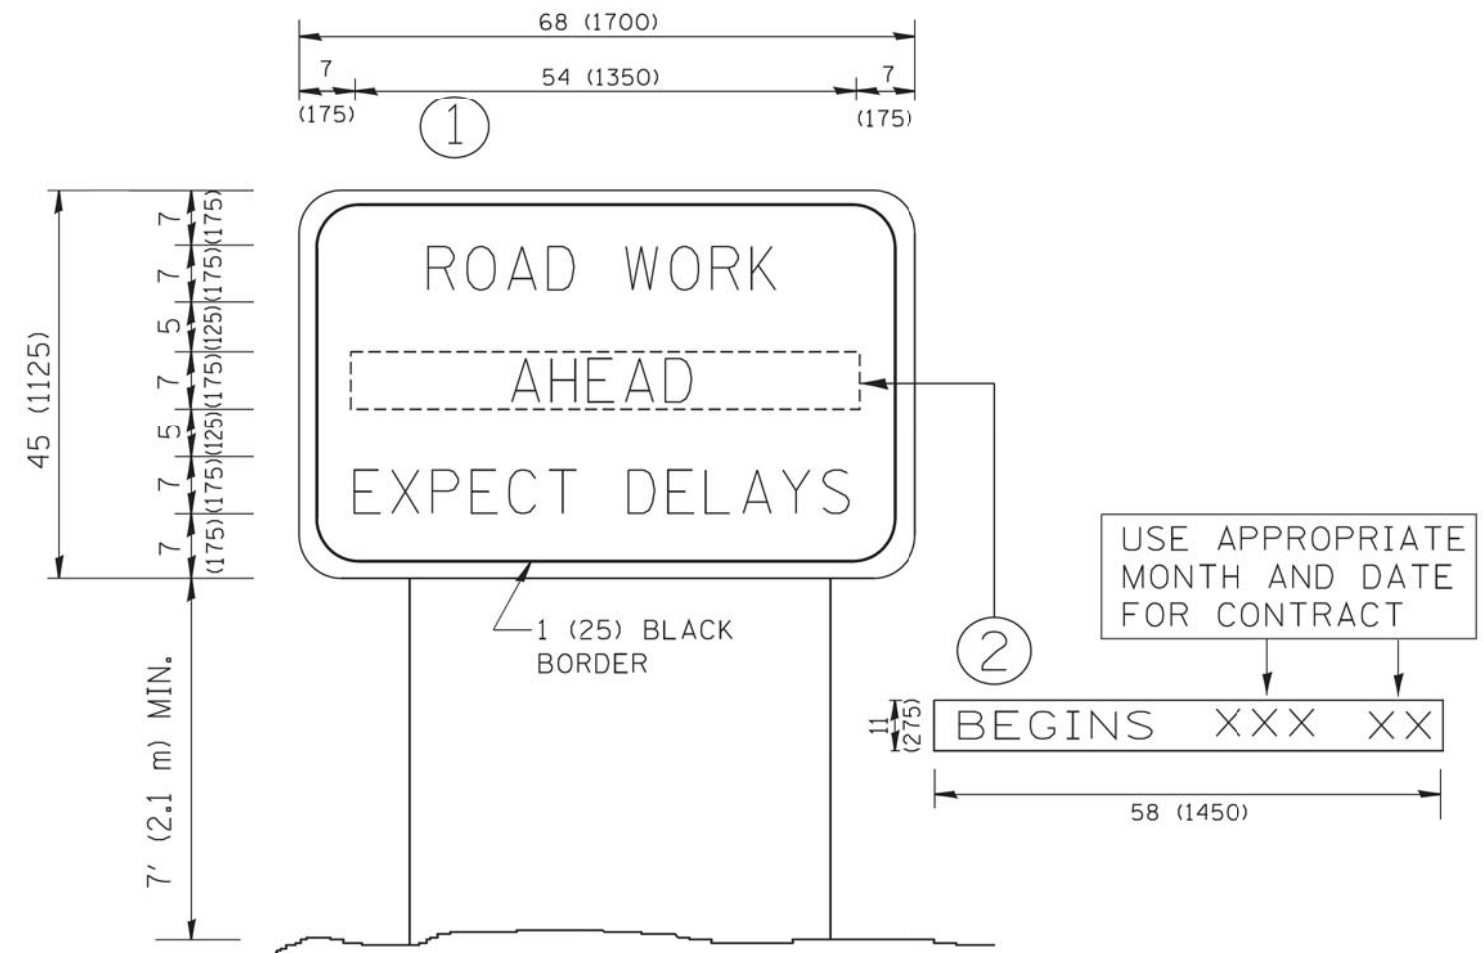 68 (1700)
7
54 (1350)
7
(175)
(175)
1
45 (1125)
7
(175)
7
(175)
5
(125)
7
(175)
5
(125)
7
(175)
7
(175)
ROAD WORK
AHEAD
EXPECT DELAYS
1 (25) BLACK
BORDER
7' (2.1 m) MIN.
2
USE APPROPRIATE
MONTH AND DATE
FOR CONTRACT
11
(275)
BEGINS XXX XX
58 (1450)